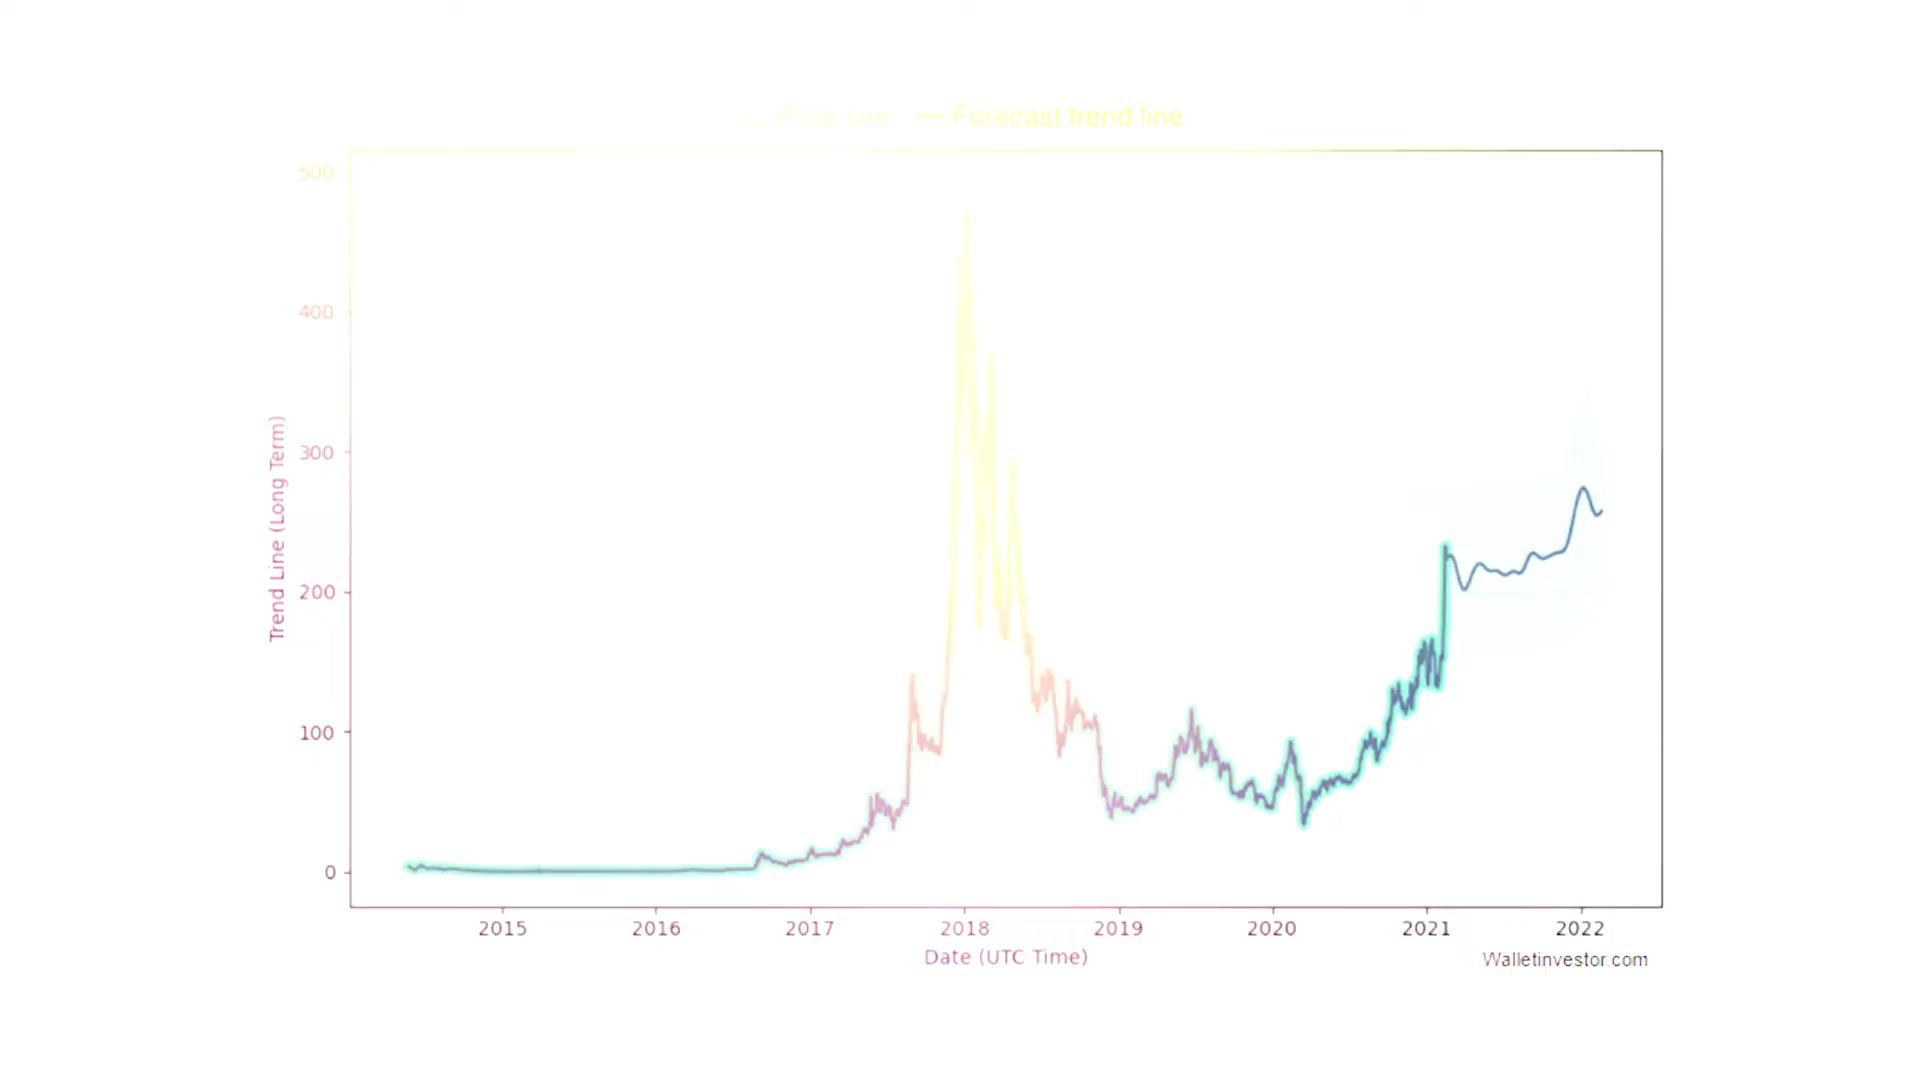 line — Forecast trend line
500
400
300
200
100
0
Trend Line (Long Term)
2015 2016 2017 2018 2019 2020 2021 2022
Date (UTC Time)
Walletinvestor.com